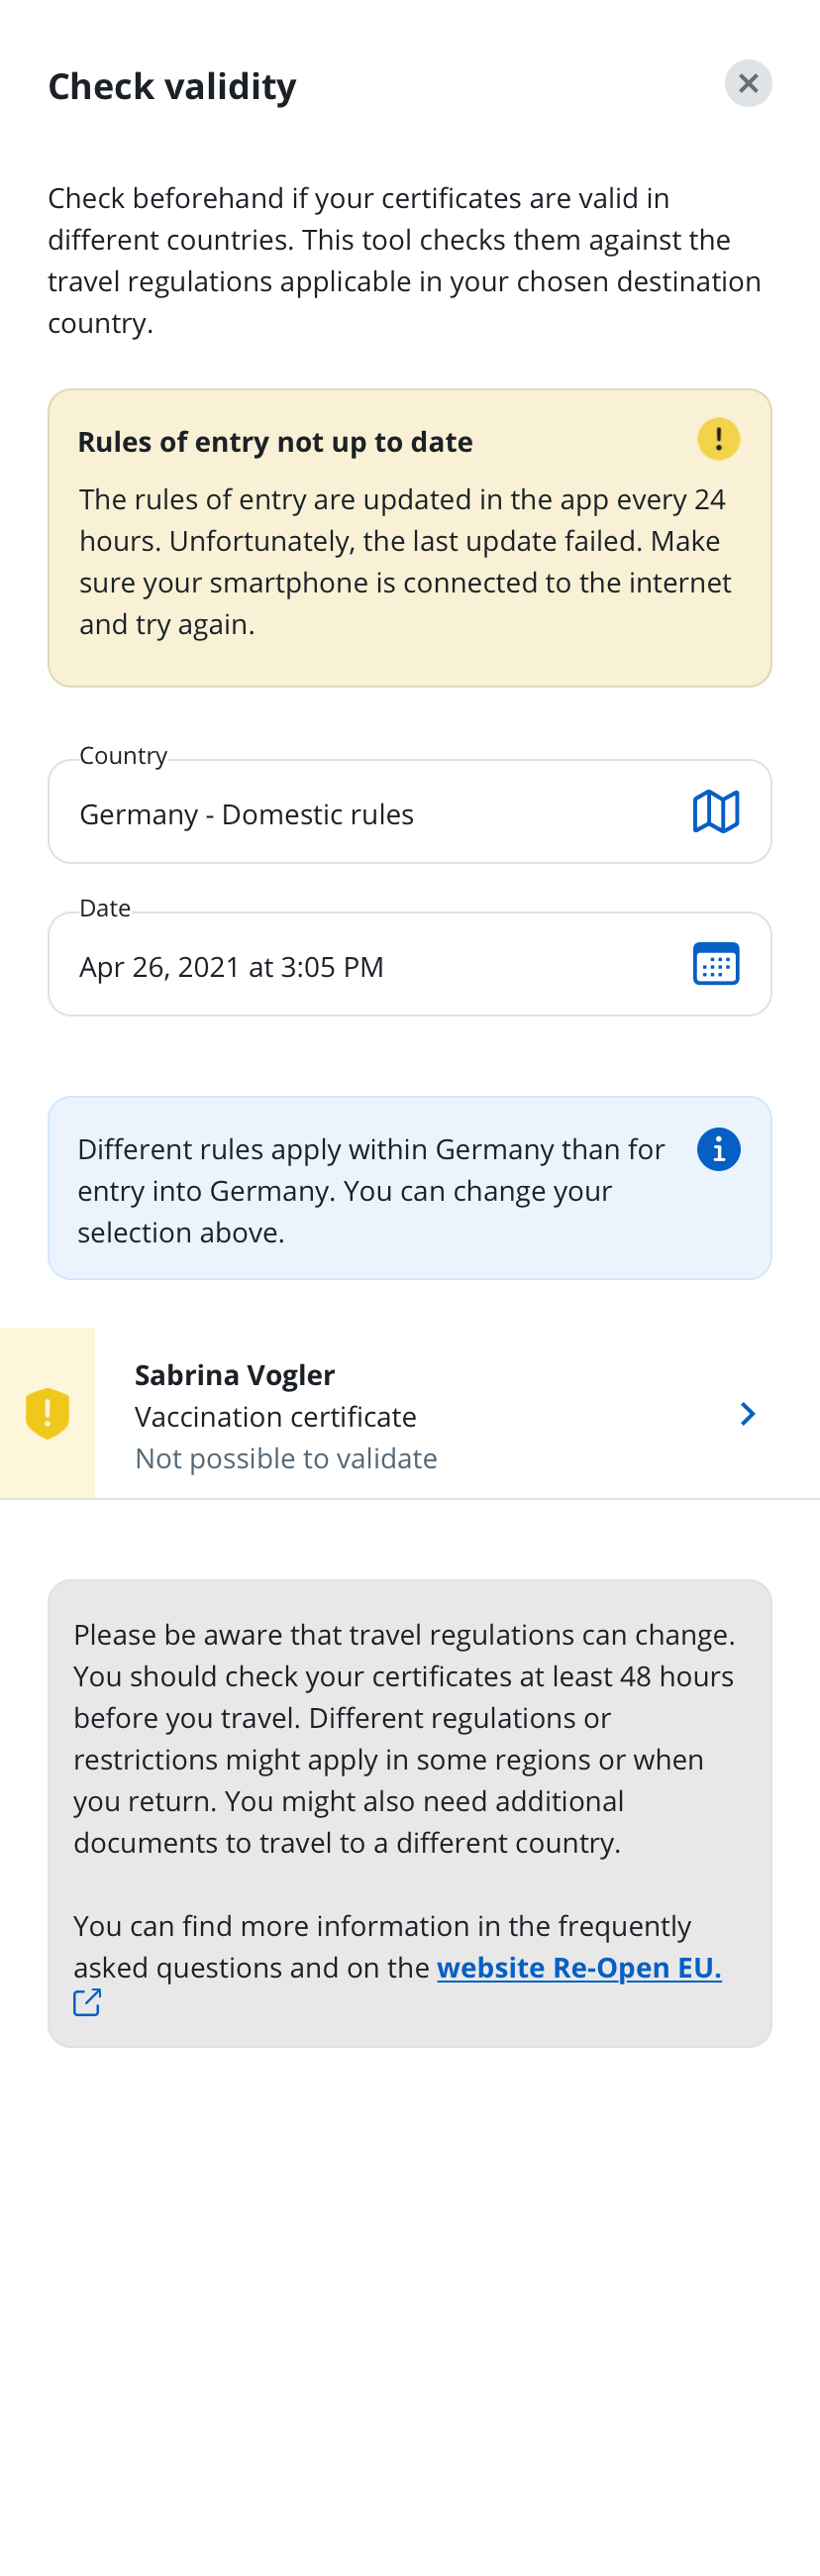 Check validity
Check beforehand if your certificates are valid in
different countries. This tool checks them against the
travel regulations applicable in your chosen destination
country.
Rules of entry not up to date
The rules of entry are updated in the app every 24
hours. Unfortunately, the last update failed. Make
sure your smartphone is connected to the internet
and try again.
Country
Germany - Domestic rules
Date
Apr 26, 2021 at 3:05 PM
Different rules apply within Germany than for
entry into Germany. You can change your
selection above.
Sabrina Vogler
Vaccination certificate
Not possible to validate
Please be aware that travel regulations can change.
You should check your certificates at least 48 hours
before you travel. Different regulations or
restrictions might apply in some regions or when
you return. You might also need additional
documents to travel to a different country.
You can find more information in the frequently
asked questions and on the website Re-Open EU.